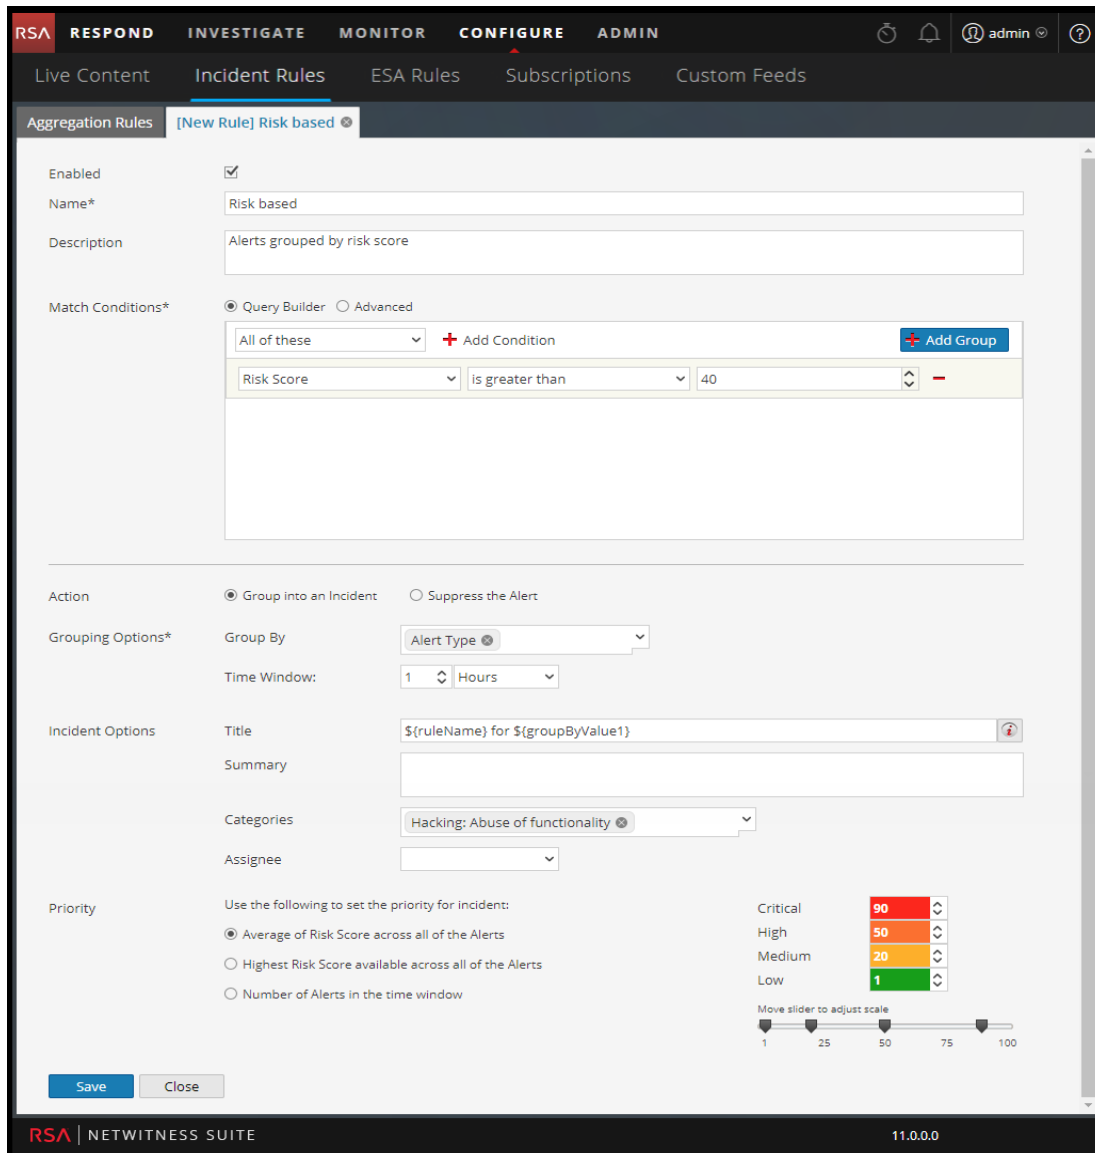 RSA RESPOND INVESTIGATE MONITOR CONFIGURE ADMIN admin
Live Content Incident Rules ESA Rules Subscriptions Custom Feeds
Aggregation Rules [New Rule] Risk based
Enabled
Name* Risk based
Description Alerts grouped by risk score
Match Conditions* Query Builder Advanced
All of these Add Condition Add Group
Risk Score is greater than 40
Action Group into an Incident Suppress the Alert
Grouping Options* Group By Alert Type
Time Window: 1 Hours
Incident Options Title ${ruleName} for ${groupByValue1}
Summary
Categories Hacking: Abuse of functionality
Assignee
Priority Use the following to set the priority for incident: Critical 90
Average of Risk Score across all of the Alerts High 50
Medium 20
Highest Risk Score available across all of the Alerts
Low 1
Number of Alerts in the time window
Move slider to adjust scale
1 25 50 75 100
Save Close
RSA NETWITNESS SUITE 11.0.0.0